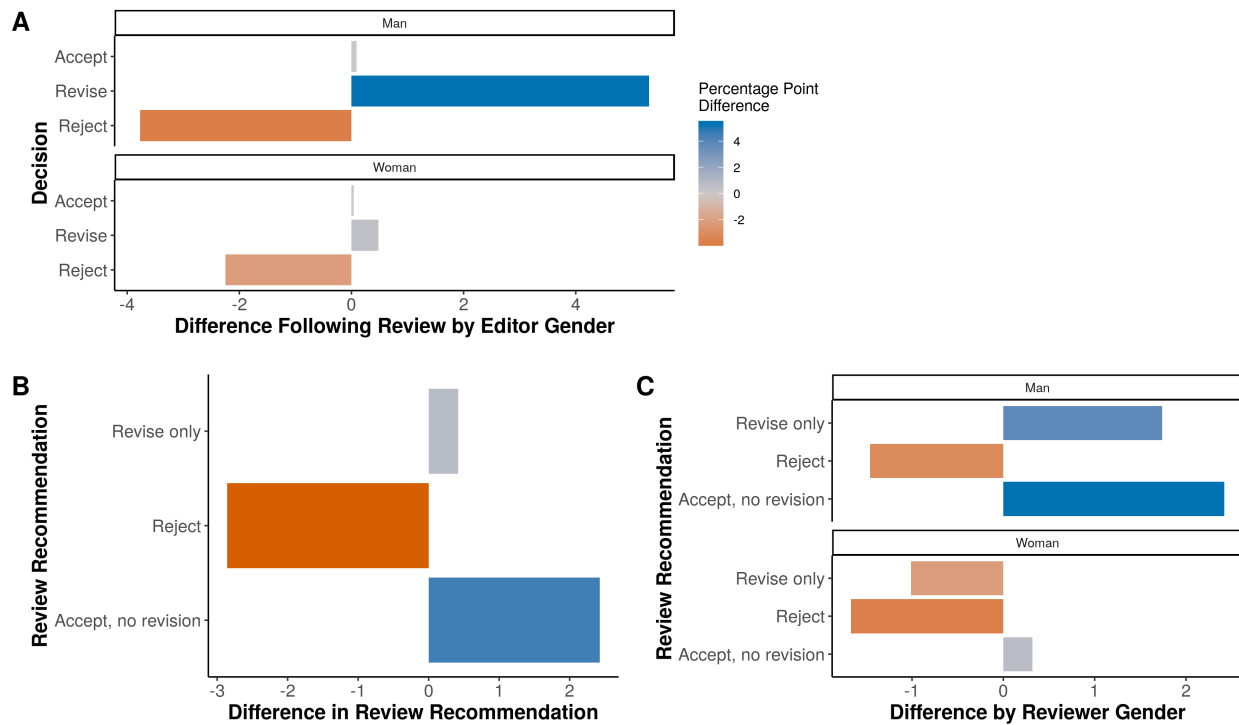 A
Man
Accept
Revise
Reject
Woman
Accept
Revise
Reject
Decision
-4 -2 0 2 4
Difference Following Review by Editor Gender
Percentage Point
Difference
4
2
0
-2
B
Review Recommendation
Revise only
Reject
Accept, no revision
-3 -2 -1 0 1 2
Difference in Review Recommendation
C
Review Recommendation
Man
Revise only
Reject
Accept, no revision
Woman
Revise only
Reject
Accept, no revision
-1 0 1 2
Difference by Reviewer Gender